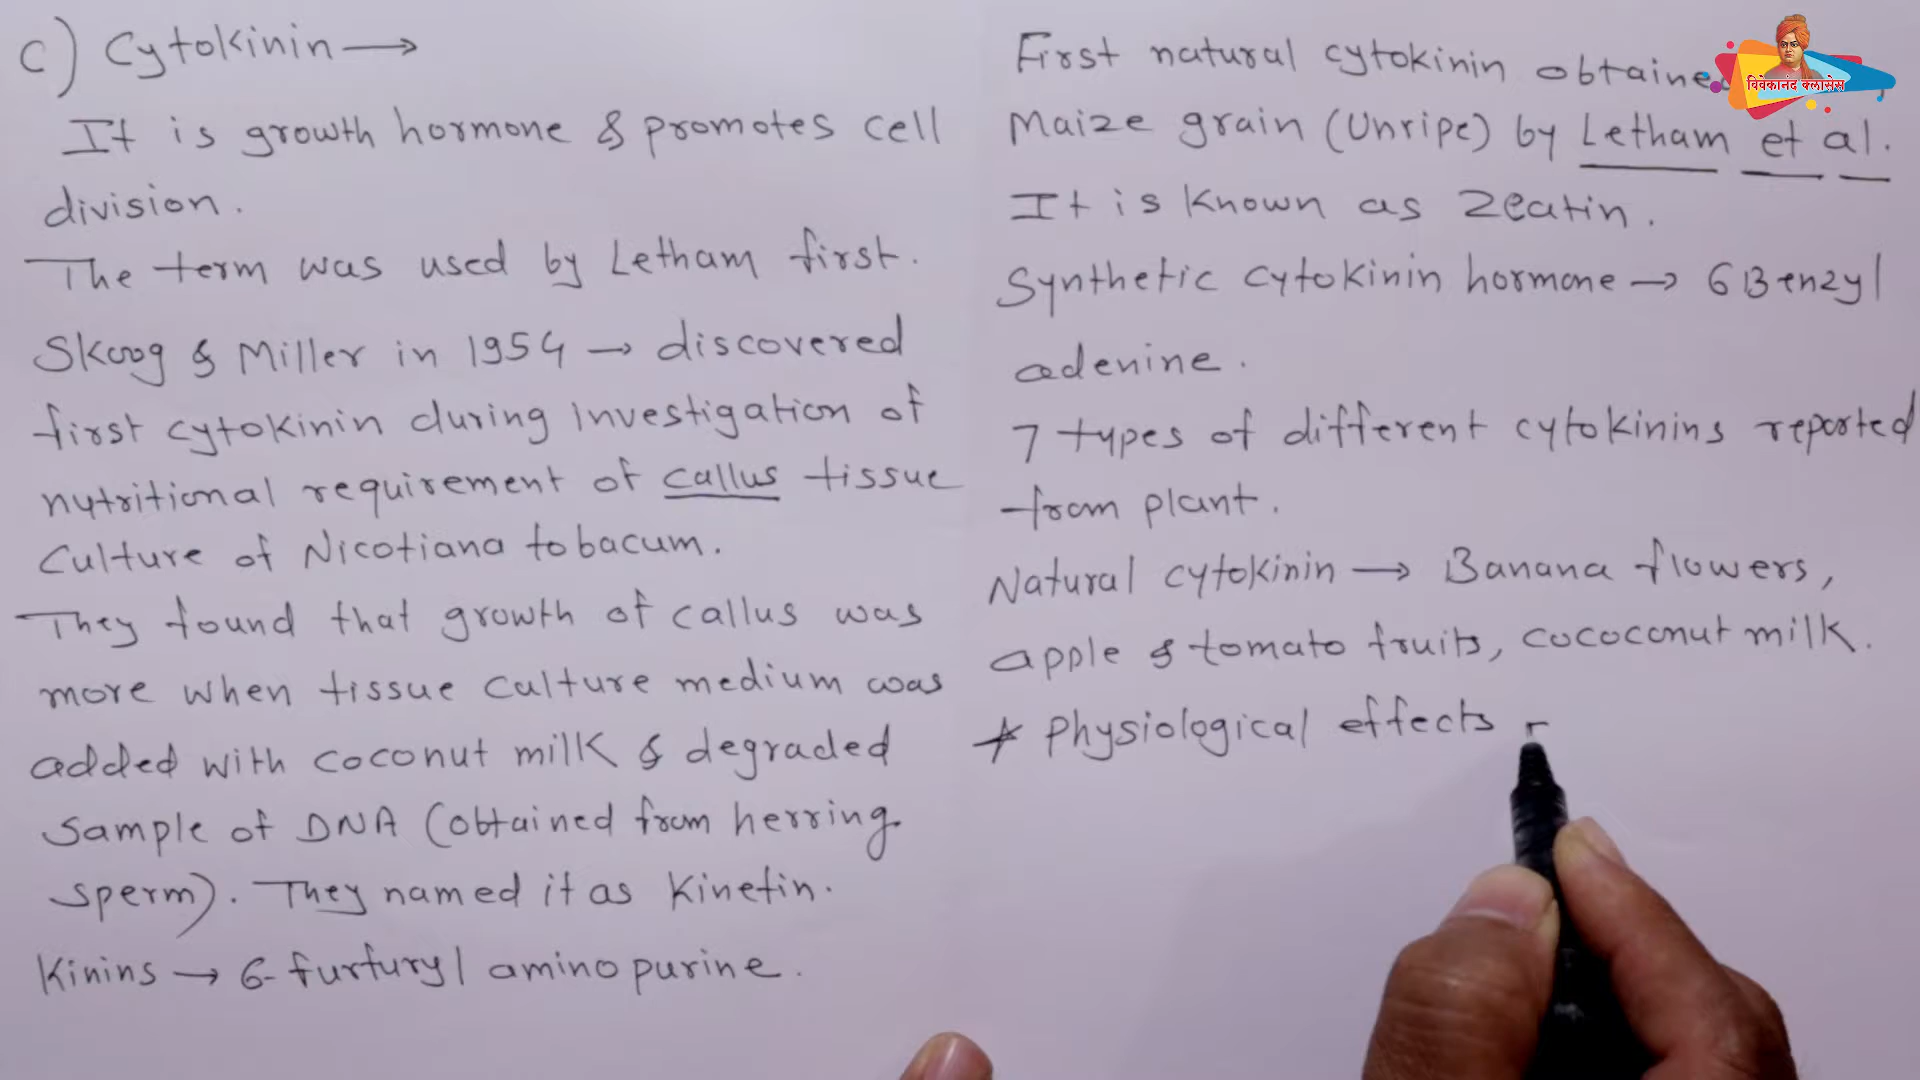 C) Cytokinin →
It is growth hormone & promotes cell
division.
The term was used by Letham first.
Skoog & Miller in 1954 → discovered
first cytokinin during investigation of
nutritional requirement of callus tissue
culture of Nicotiana tobacum.
They found that growth of callus was
more when tissue culture medium was
added with coconut milk & degraded
sample of DNA (obtained from herring
sperm). They named it as Kinetin.
Kinins → 6-furfuryl amino purine.
First natural cytokinin obtained
Maize grain (Unripe) by Letham et al.
It is known as Zeatin.
Synthetic cytokinin hormone → 6 Benzyl
adenine.
7 types of different cytokinins reported
from plant.
Natural cytokinin → Banana flowers,
apple & tomato fruits, cococonut milk.
* Physiological effects
विवेकानंद क्लासेस